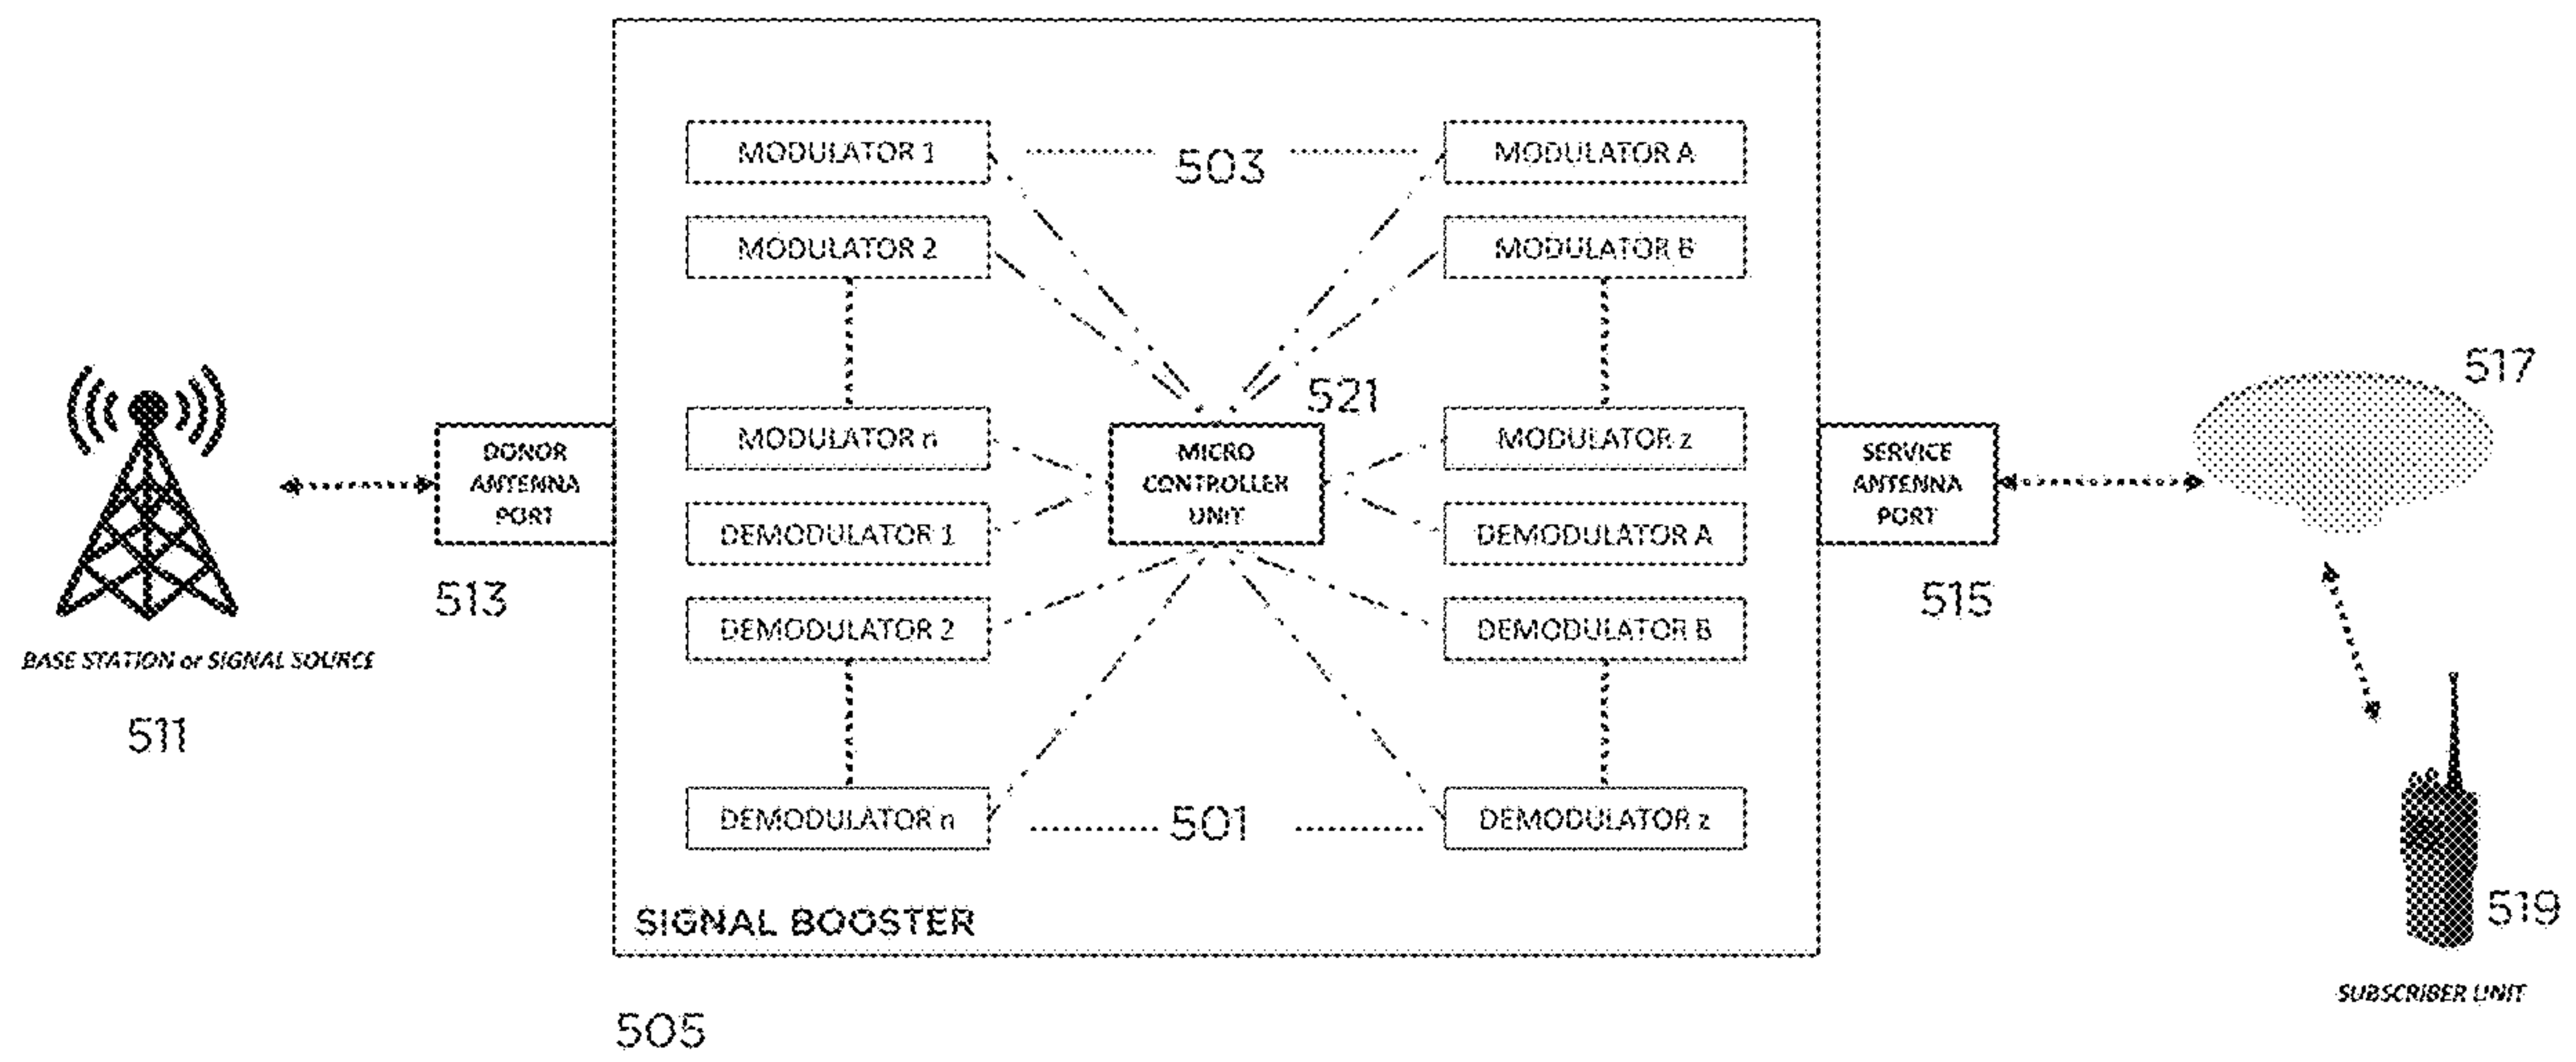 MODULATOR 1
503
MODULATOR A
MODULATOR 2
MODULATOR B
517
521
MODULATOR n
MODULATOR z
DONOR
ANTENNA
PORT
MICRO
CONTROLLER
UNIT
SERVICE
ANTENNA
PORT
DEMODULATOR 1
DEMODULATOR A
513
515
DEMODULATOR 2
DEMODULATOR B
BASE STATION or SIGNAL SOURCE
511
DEMODULATOR n
501
DEMODULATOR z
SIGNAL BOOSTER
519
SUBSCRIBER UNIT
505